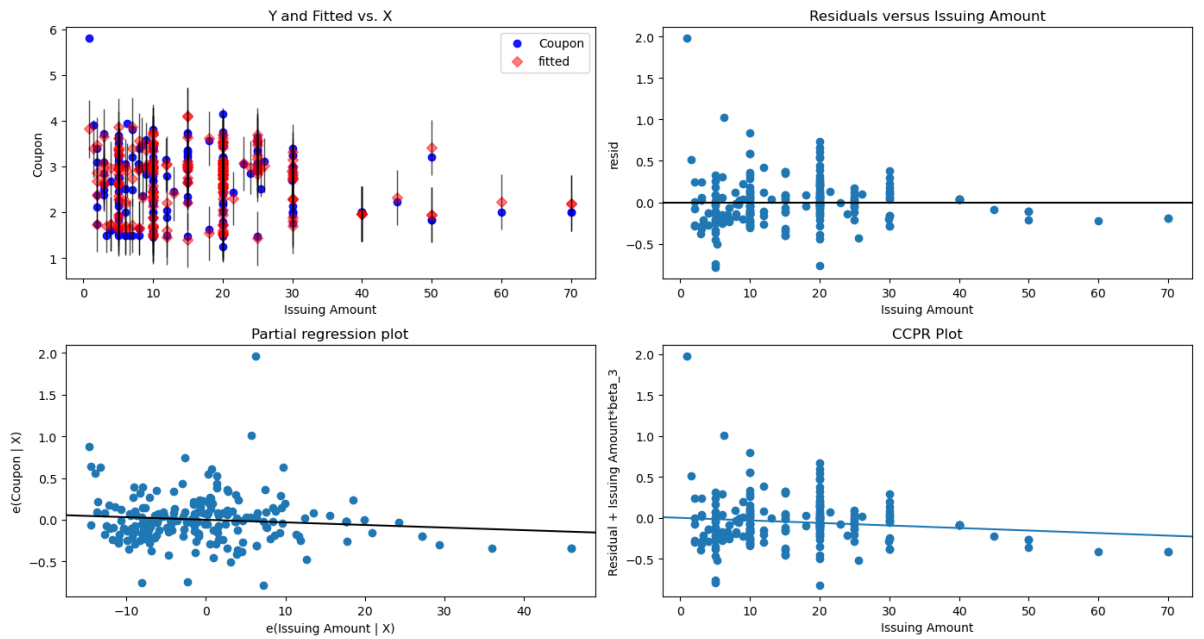 Y and Fitted vs. X
6
5
4
3
2
1
Coupon
Coupon
fitted
0 10 20 30 40 50 60 70
Issuing Amount
Residuals versus Issuing Amount
2.0
1.5
1.0
0.5
0.0
−0.5
resid
0 10 20 30 40 50 60 70
Issuing Amount
Partial regression plot
2.0
1.5
1.0
0.5
0.0
−0.5
e(Coupon | X)
−10 0 10 20 30 40
e(Issuing Amount | X)
CCPR Plot
2.0
1.5
1.0
0.5
0.0
−0.5
Residual + Issuing Amount*beta_3
0 10 20 30 40 50 60 70
Issuing Amount